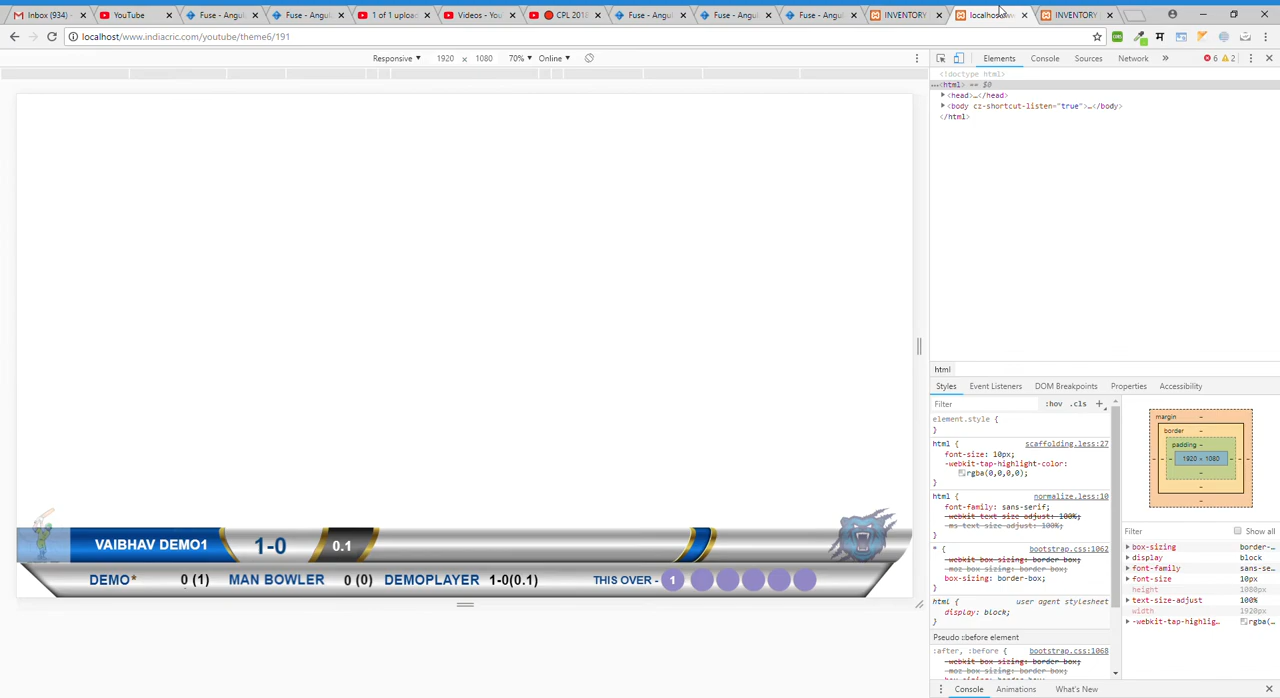 Inbox (934) -
YouTube
Fuse - Angul
Fuse - Angul
1 of 1 upload
Videos - You
CPL 2018
Fuse - Angul
Fuse - Angul
Fuse - Angul
INVENTORY
INVENTORY
localhost/www.indiacric.org/youtube/theme6/191
Responsive ▼ 1920 × 1080 70% ▼ Online ▼
Elements Console Sources Network » 6 2
<!doctype html>
<html> == $0
<head>…</head>
<body cz-shortcut-listen="true">…</body>
</html>
html
Styles Event Listeners DOM Breakpoints Properties Accessibility
Filter :hov .cls +
element.style {
}
html { scaffolding.less:27
font-size: 10px;
-webkit-tap-highlight-color:
rgba(0,0,0,0);
}
html { normalize.less:10
font-family: sans-serif;
-webkit-text-size-adjust: 100%;
-ms-text-size-adjust: 100%;
}
* { bootstrap.css:1062
-webkit-box-sizing: border-box;
-moz-box-sizing: border-box;
box-sizing: border-box;
}
html { user agent stylesheet
display: block;
}
Pseudo ::before element
:after, :before { bootstrap.css:1068
-webkit-box-sizing: border-box;
-moz-box-sizing: border-box;
margin -
border -
padding -
1920 × 1080
Filter Show all
box-sizing border-…
display block
font-family sans-se…
font-size 10px
height 1080px
text-size-adjust 100%
width 1920px
-webkit-tap-highlig… rgba(…
VAIBHAV DEMO1 1-0 0.1
DEMO* 0 (1) MAN BOWLER 0 (0) DEMOPLAYER 1-0(0.1) THIS OVER - 1
Console Animations What's New